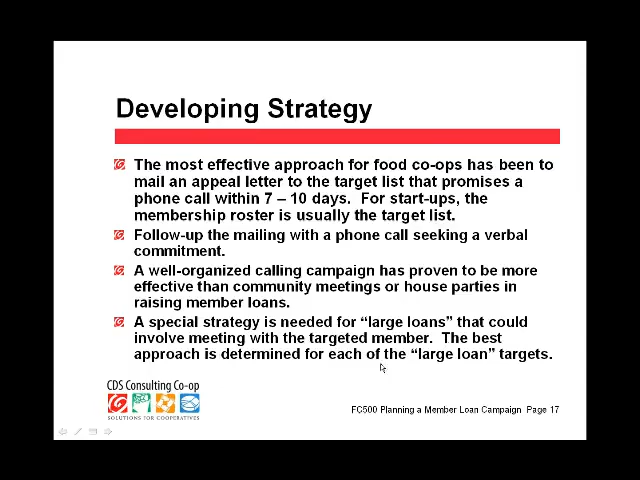 Developing Strategy
The most effective approach for food co-ops has been to
mail an appeal letter to the target list that promises a
phone call within 7 – 10 days.  For start-ups, the
membership roster is usually the target list.
Follow-up the mailing with a phone call seeking a verbal
commitment.
A well-organized calling campaign has proven to be more
effective than community meetings or house parties in
raising member loans.
A special strategy is needed for “large loans” that could
involve meeting with the targeted member.  The best
approach is determined for each of the “large loan” targets.
CDS Consulting Co-op
SOLUTIONS FOR COOPERATIVES
FC500 Planning a Member Loan Campaign  Page 17